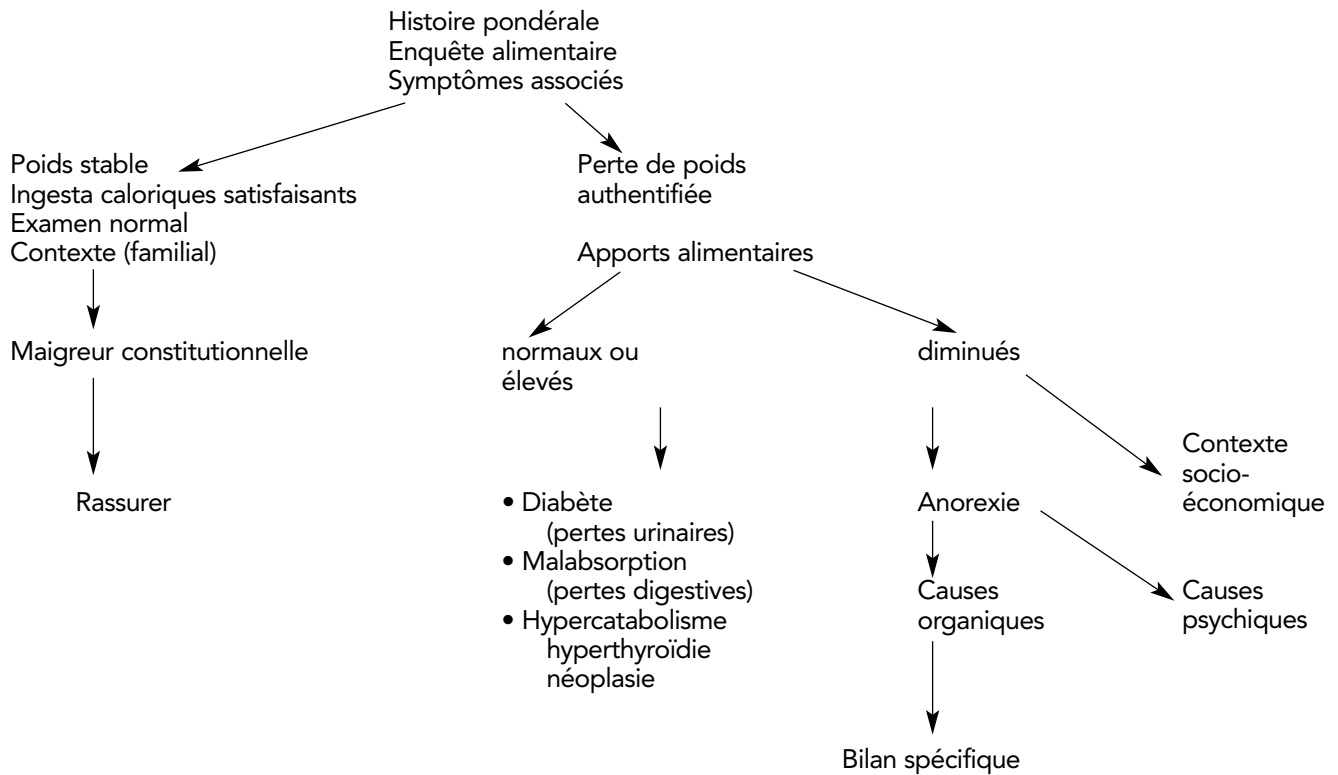 Histoire pondérale
Enquête alimentaire
Symptômes associés
Poids stable
Ingesta caloriques satisfaisants
Examen normal
Contexte (familial)
Perte de poids
authentifiée
Apports alimentaires
Maigreur constitutionnelle
normaux ou
élevés
diminués
Rassurer
• Diabète
(pertes urinaires)
• Malabsorption
(pertes digestives)
• Hypercatabolisme
hyperthyroïdie
néoplasie
Anorexie
Contexte
socio-
économique
Causes
organiques
Causes
psychiques
Bilan spécifique